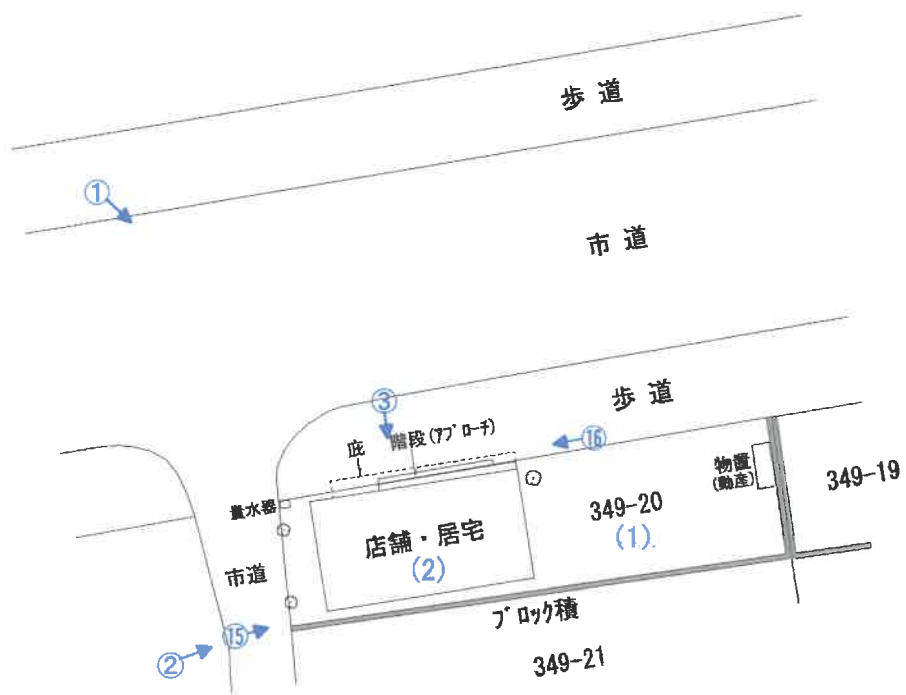 歩道
①
市道
歩道
③
階段(アプローチ)
⑯
庇
物置
(動産)
349-19
349-20
(1).
量水器
店舗・居宅
(2)
市道
⑮
②
ブロック積
349-21